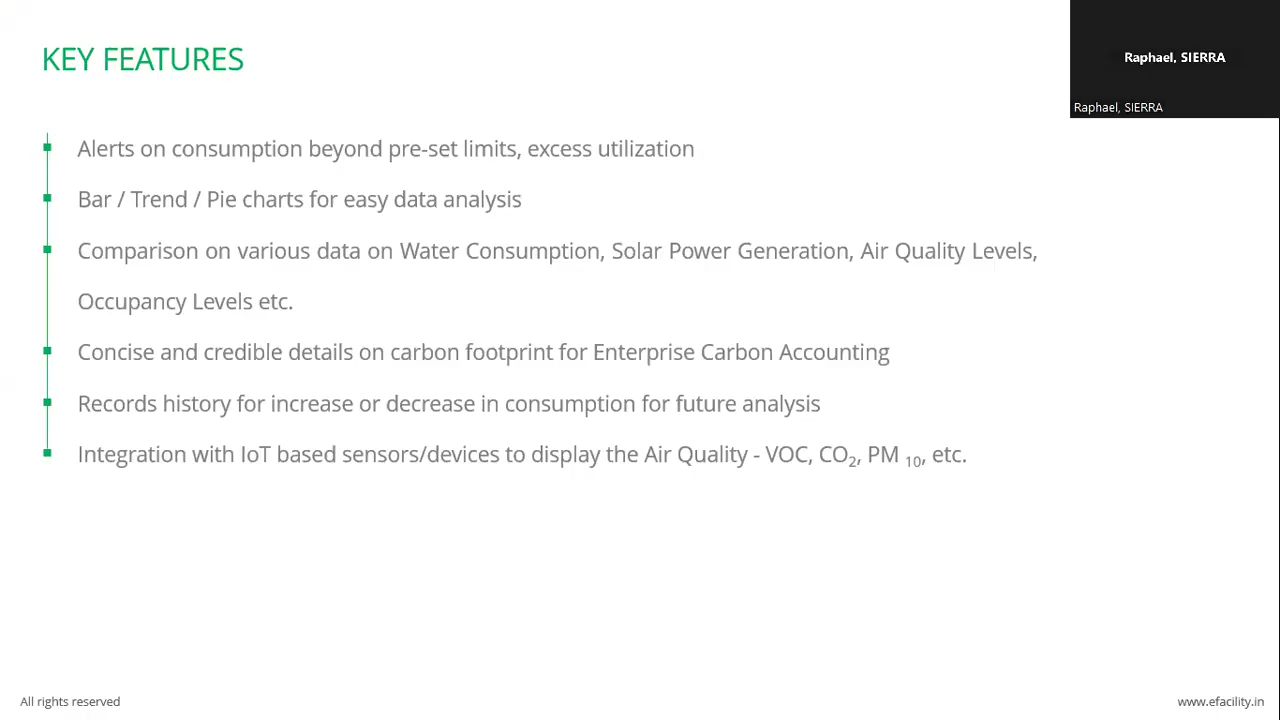 KEY FEATURES
Raphael, SIERRA
Raphael, SIERRA
Alerts on consumption beyond pre-set limits, excess utilization
Bar / Trend / Pie charts for easy data analysis
Comparison on various data on Water Consumption, Solar Power Generation, Air Quality Levels,
Occupancy Levels etc.
Concise and credible details on carbon footprint for Enterprise Carbon Accounting
Records history for increase or decrease in consumption for future analysis
Integration with IoT based sensors/devices to display the Air Quality - VOC, CO₂, PM ₁₀, etc.
All rights reserved
www.efacility.in